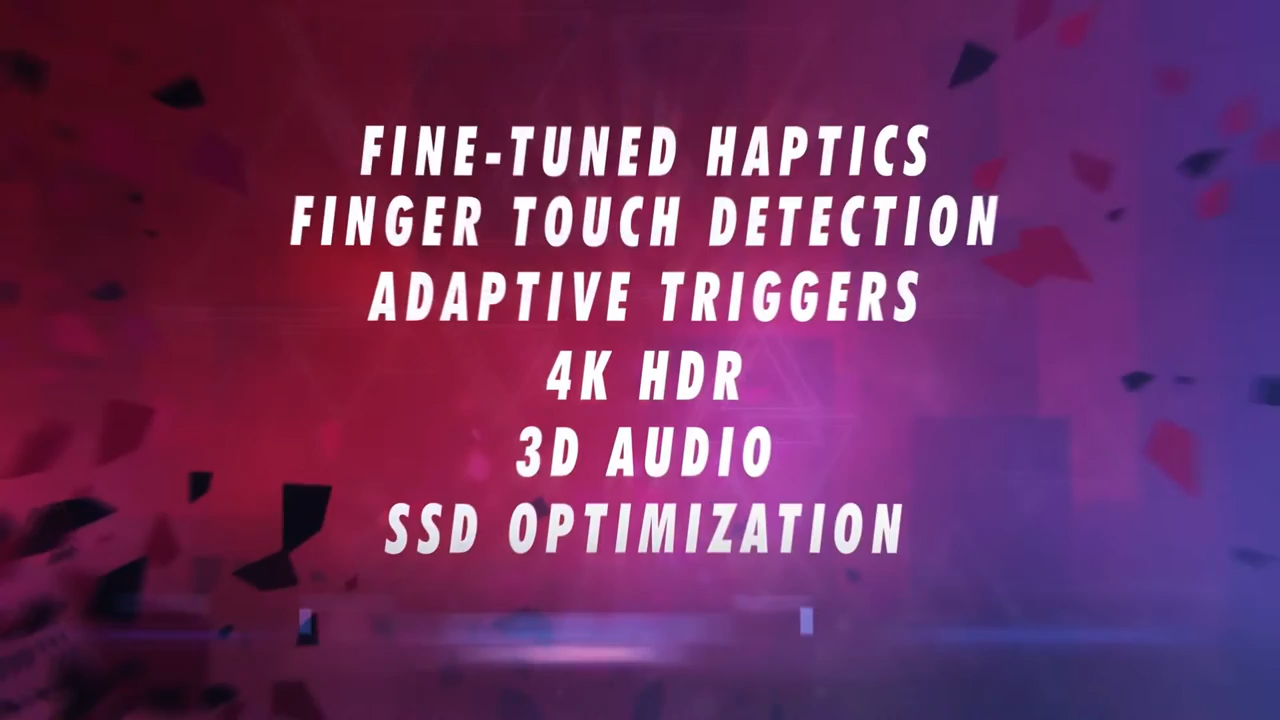 FINE-TUNED HAPTICS
FINGER TOUCH DETECTION
ADAPTIVE TRIGGERS
4K HDR
3D AUDIO
SSD OPTIMIZATION